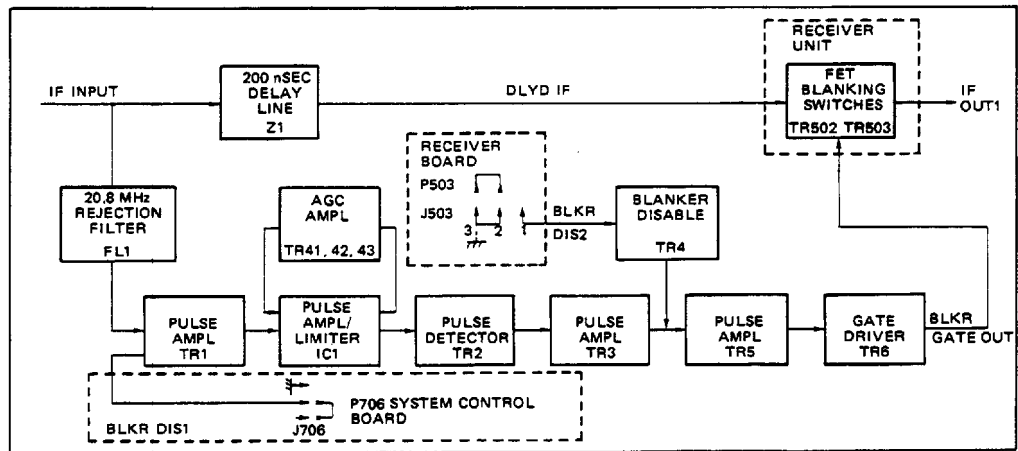 RECEIVER
UNIT
IF INPUT
200 nSEC
DELAY
LINE
Z1
DLYD IF
FET
BLANKING
SWITCHES
TR502 TR503
IF
OUT1
RECEIVER
BOARD
P503
J503
3 2 1
BLKR
DIS2
BLANKER
DISABLE
TR4
20.8 MHz
REJECTION
FILTER
FL1
AGC
AMPL
TR41, 42, 43
PULSE
AMPL
TR1
PULSE
AMPL/
LIMITER
IC1
PULSE
DETECTOR
TR2
PULSE
AMPL
TR3
PULSE
AMPL
TR5
GATE
DRIVER
TR6
BLKR
GATE OUT
P706 SYSTEM CONTROL
BOARD
J706
BLKR DIS1